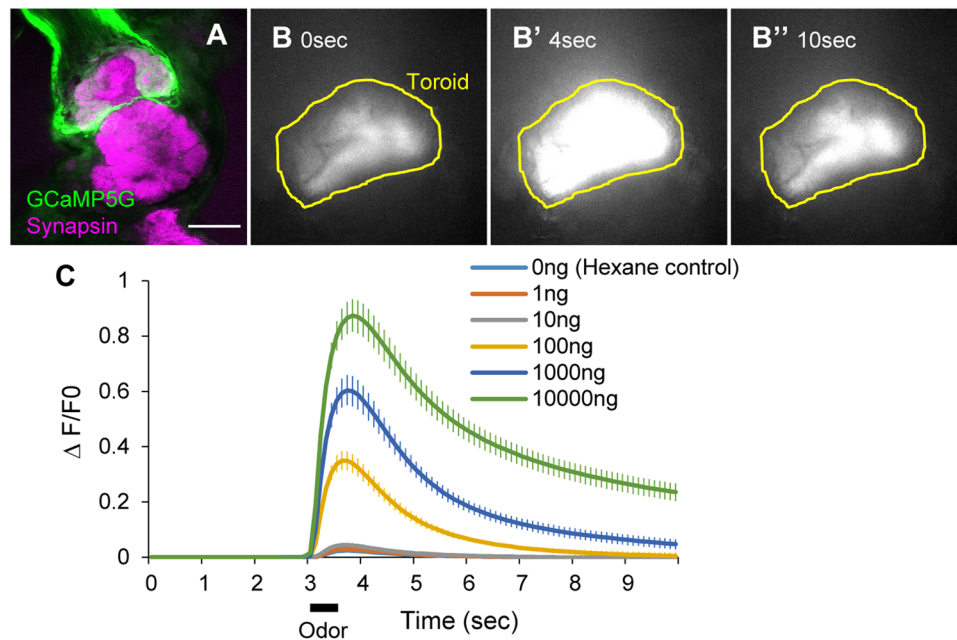 A
GCaMP5G
Synapsin
B 0sec
Toroid
B' 4sec
B" 10sec
C
0ng (Hexane control)
1ng
10ng
100ng
1000ng
10000ng
Δ F/F0
1
0.8
0.6
0.4
0.2
0
0 1 2 3 4 5 6 7 8 9
Odor
Time (sec)